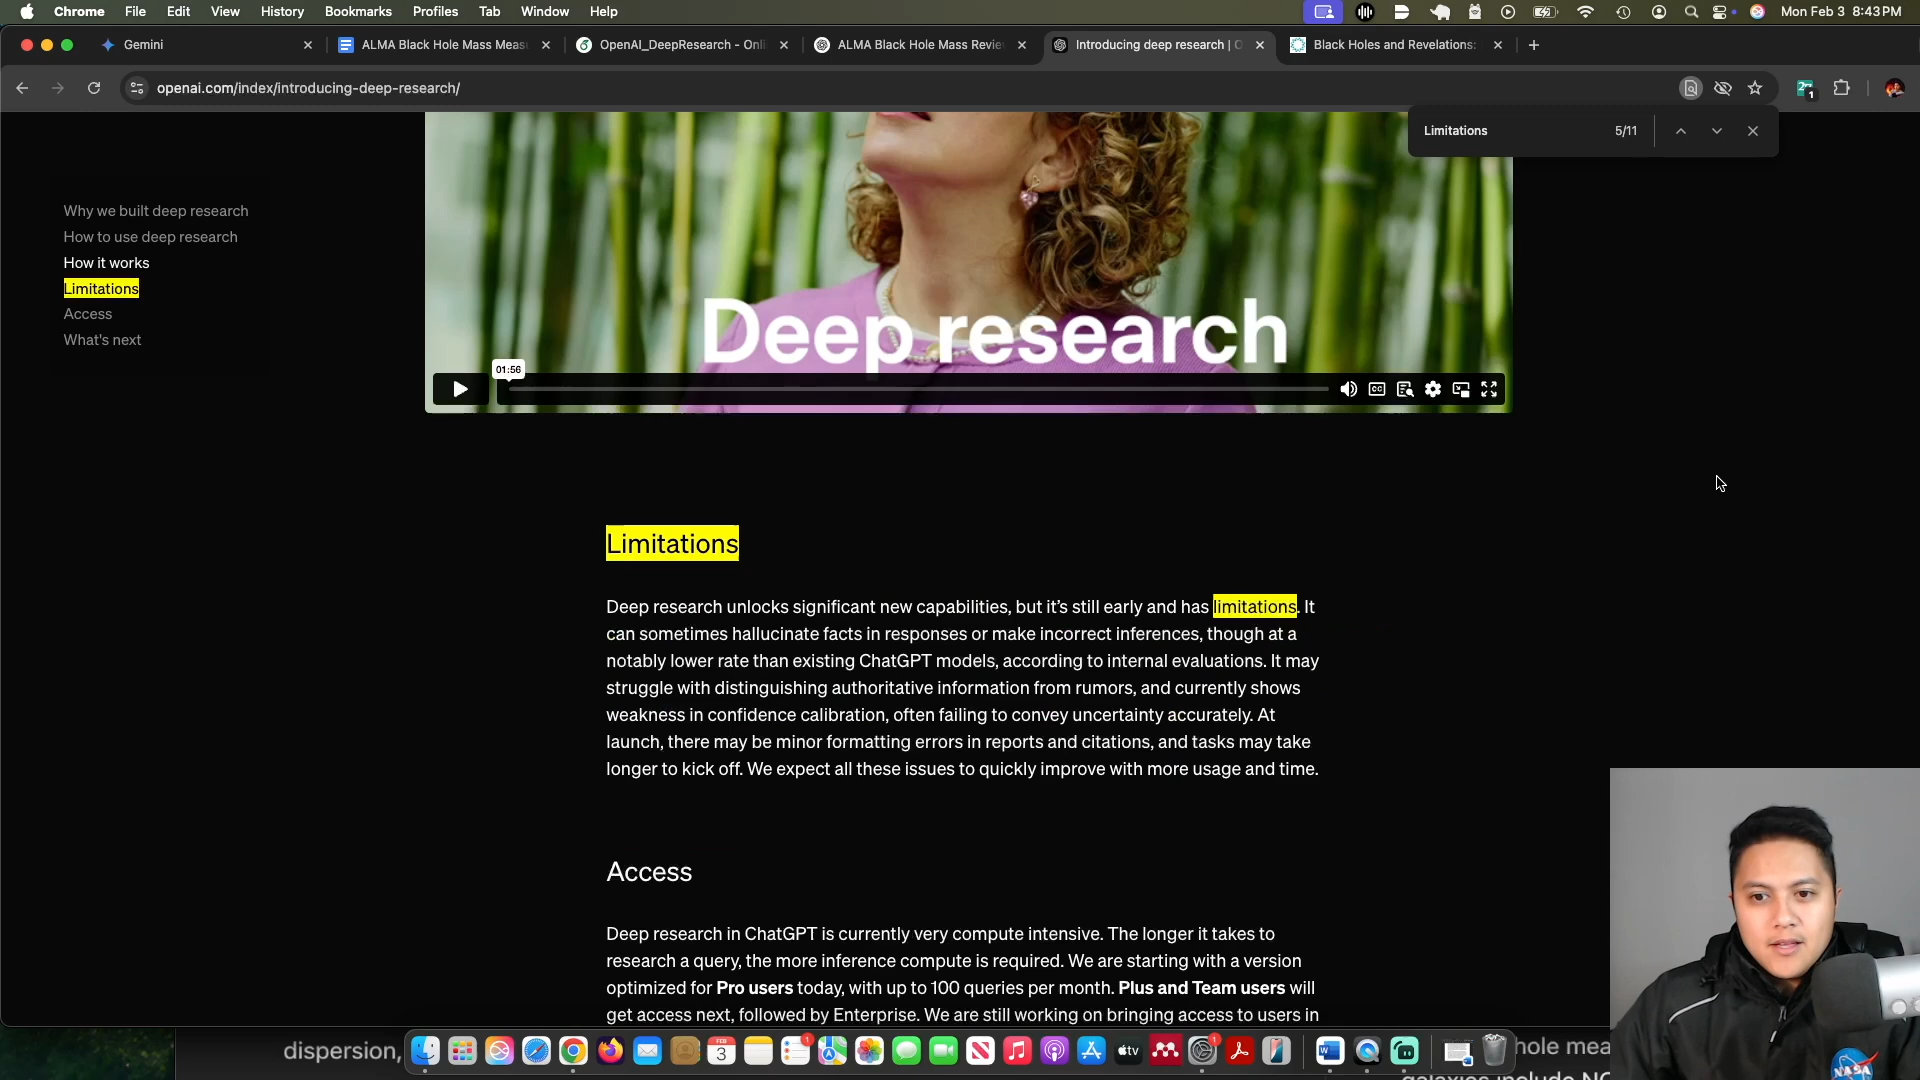 Chrome File Edit View History Bookmarks Profiles Tab Window Help Mon Feb 3 8:43 PM
Gemini ALMA Black Hole Mass Meas OpenAI_DeepResearch - Onli ALMA Black Hole Mass Revie Introducing deep research | O Black Holes and Revelations:
openai.com/index/introducing-deep-research/ 1
Limitations 5/11
Why we built deep research
How to use deep research
How it works
Limitations
Access
What's next
Deep research
01:56
CC
Limitations
Deep research unlocks significant new capabilities, but it's still early and has limitations. It
can sometimes hallucinate facts in responses or make incorrect inferences, though at a
notably lower rate than existing ChatGPT models, according to internal evaluations. It may
struggle with distinguishing authoritative information from rumors, and currently shows
weakness in confidence calibration, often failing to convey uncertainty accurately. At
launch, there may be minor formatting errors in reports and citations, and tasks may take
longer to kick off. We expect all these issues to quickly improve with more usage and time.
Access
Deep research in ChatGPT is currently very compute intensive. The longer it takes to
research a query, the more inference compute is required. We are starting with a version
optimized for Pro users today, with up to 100 queries per month. Plus and Team users will
get access next, followed by Enterprise. We are still working on bringing access to users in
dispersion,
FEB
3
1
1
tv
hole mea
NASA